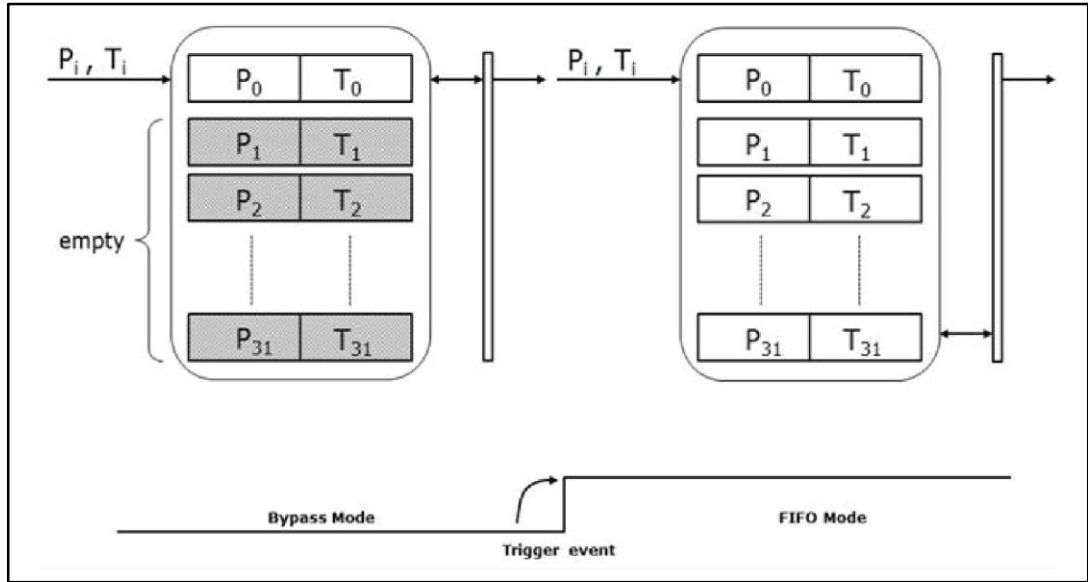 Pi , Ti
P0 T0
P1 T1
P2 T2
empty
P31 T31
Pi , Ti
P0 T0
P1 T1
P2 T2
P31 T31
Bypass Mode
Trigger event
FIFO Mode